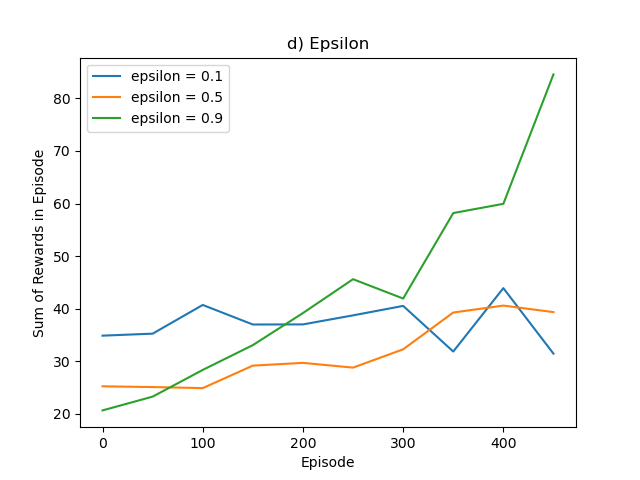 d) Epsilon
epsilon = 0.1
epsilon = 0.5
epsilon = 0.9
Sum of Rewards in Episode
80
70
60
50
40
30
20
0 100 200 300 400
Episode